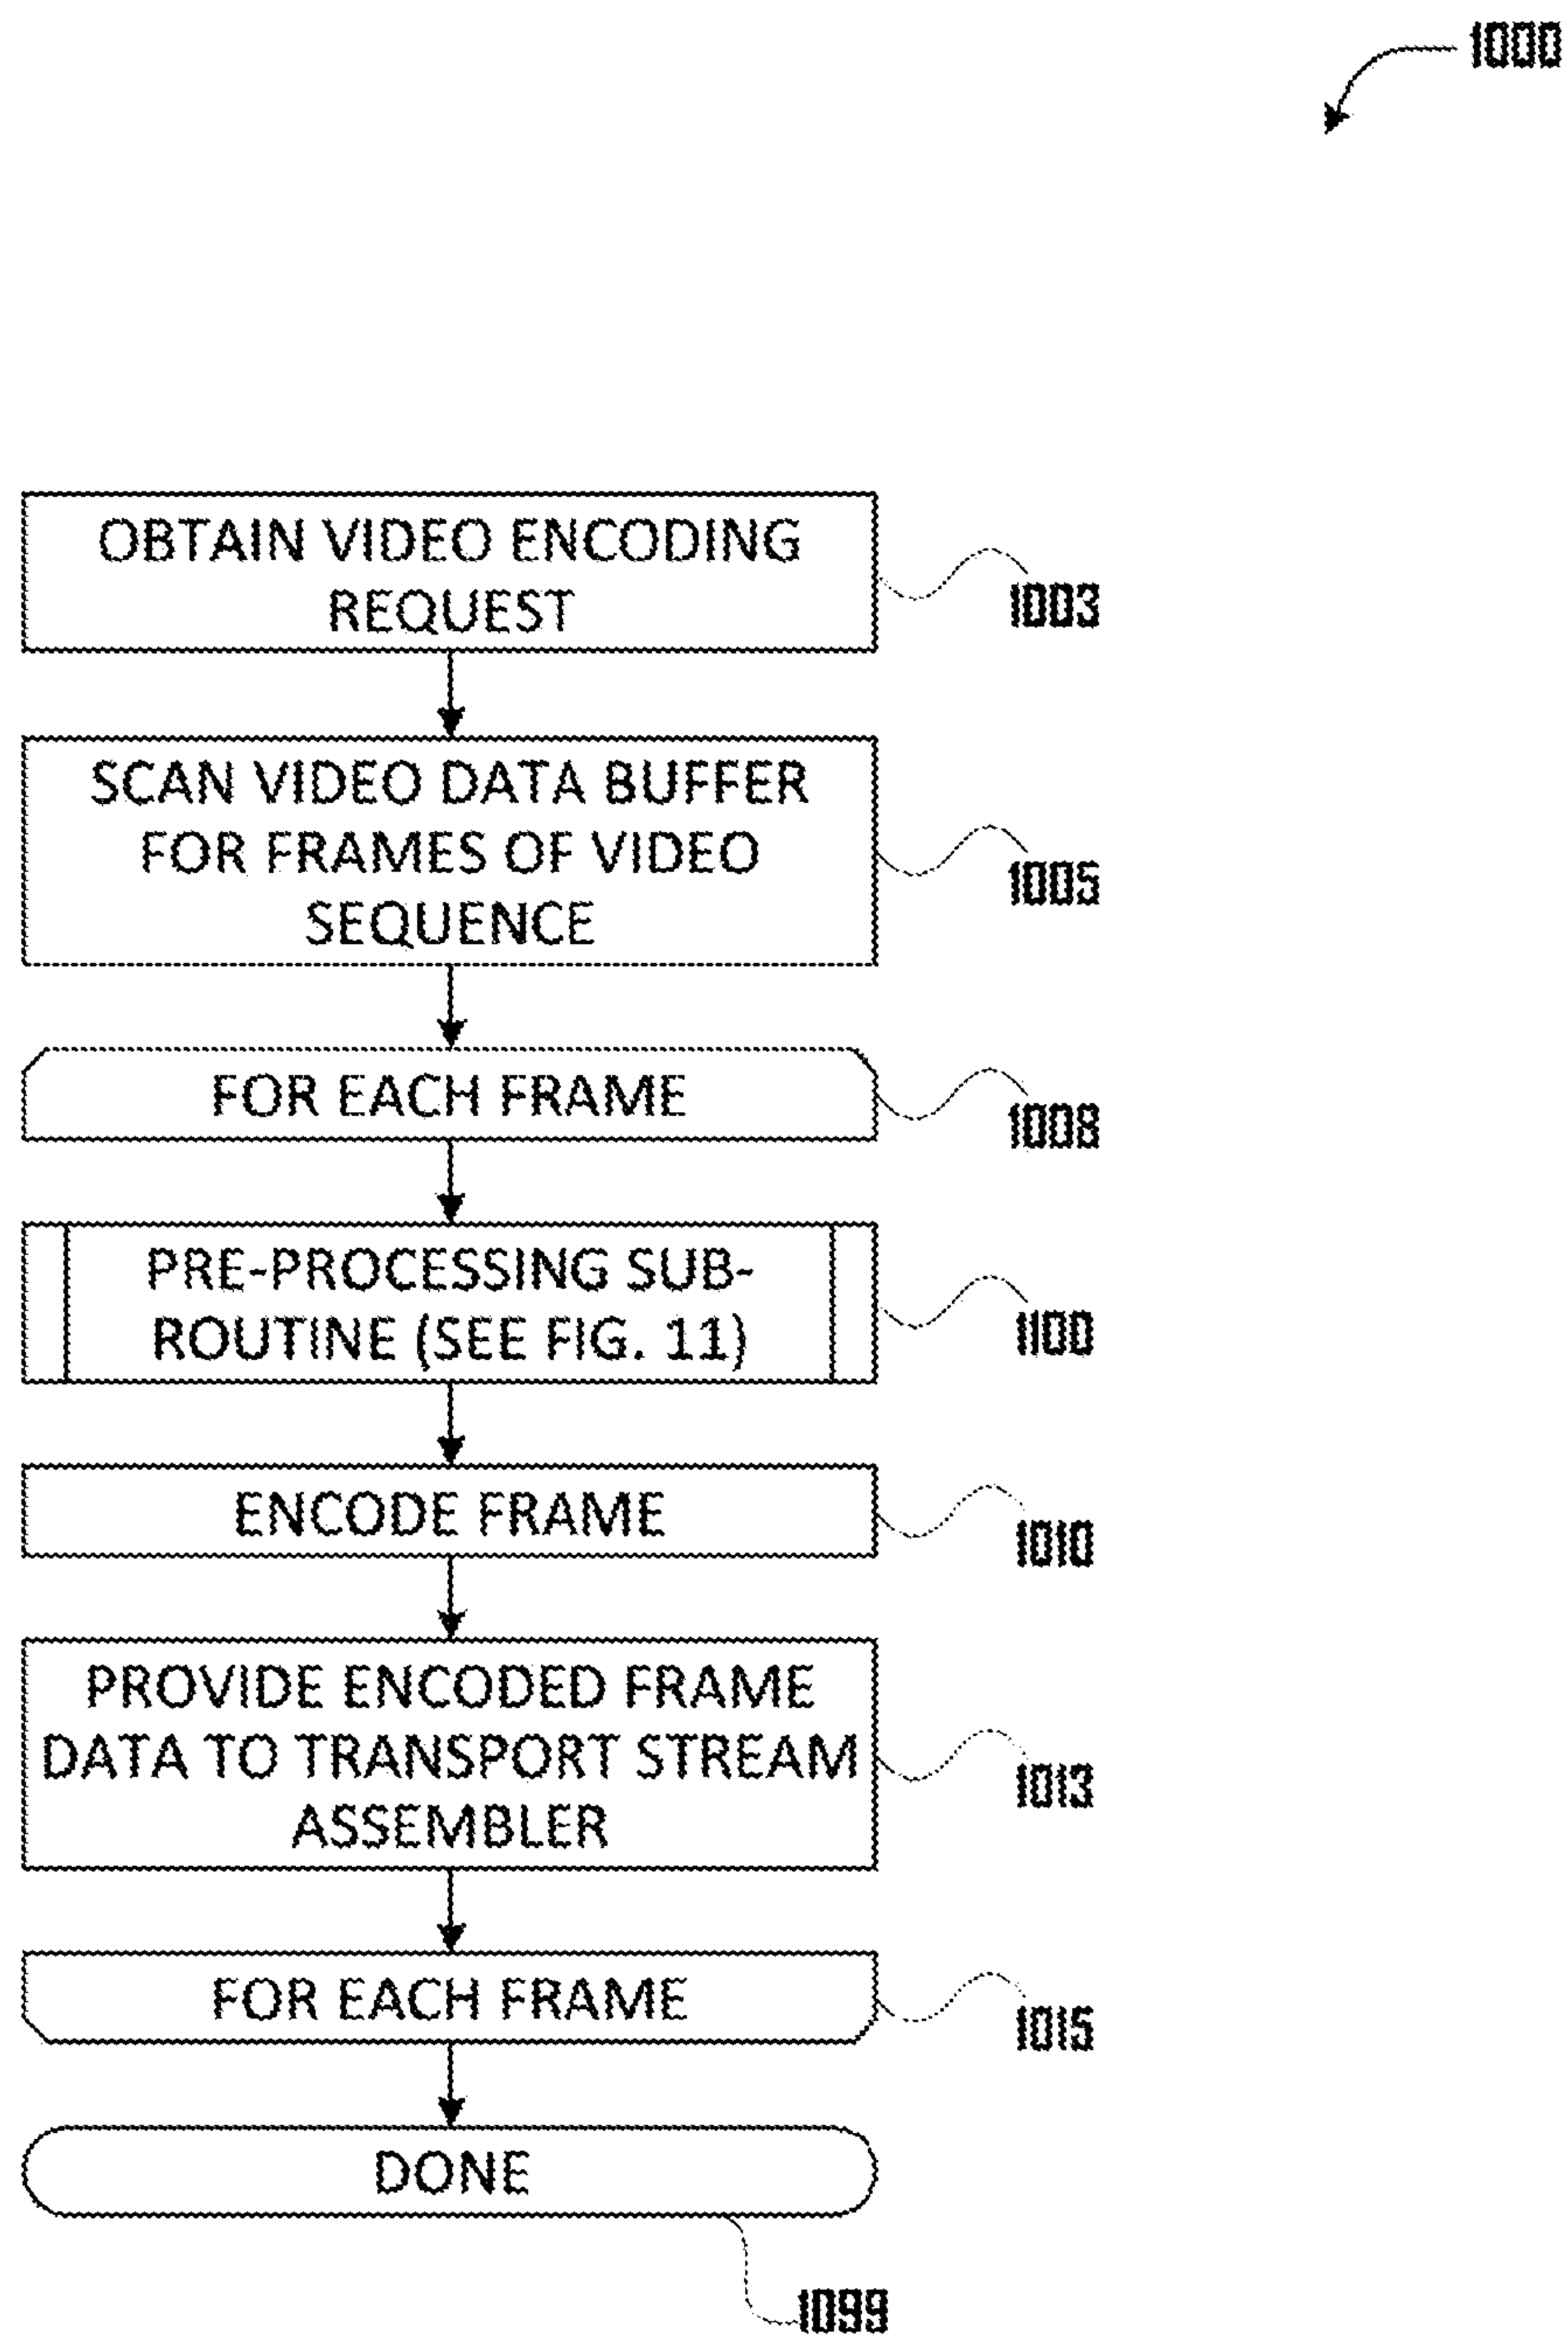 1000
OBTAIN VIDEO ENCODING
REQUEST
1003
SCAN VIDEO DATA BUFFER
FOR FRAMES OF VIDEO
SEQUENCE
1005
FOR EACH FRAME
1008
PRE-PROCESSING SUB-
ROUTINE (SEE FIG. 11)
1100
ENCODE FRAME
1010
PROVIDE ENCODED FRAME
DATA TO TRANSPORT STREAM
ASSEMBLER
1013
FOR EACH FRAME
1015
DONE
1099